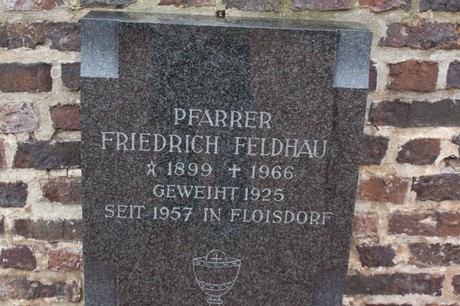 PFARRER
FRIEDRICH FELDHAU
☆ 1899 ✝ 1966
GEWEIHT 1925
SEIT 1957 IN FLOISDORF